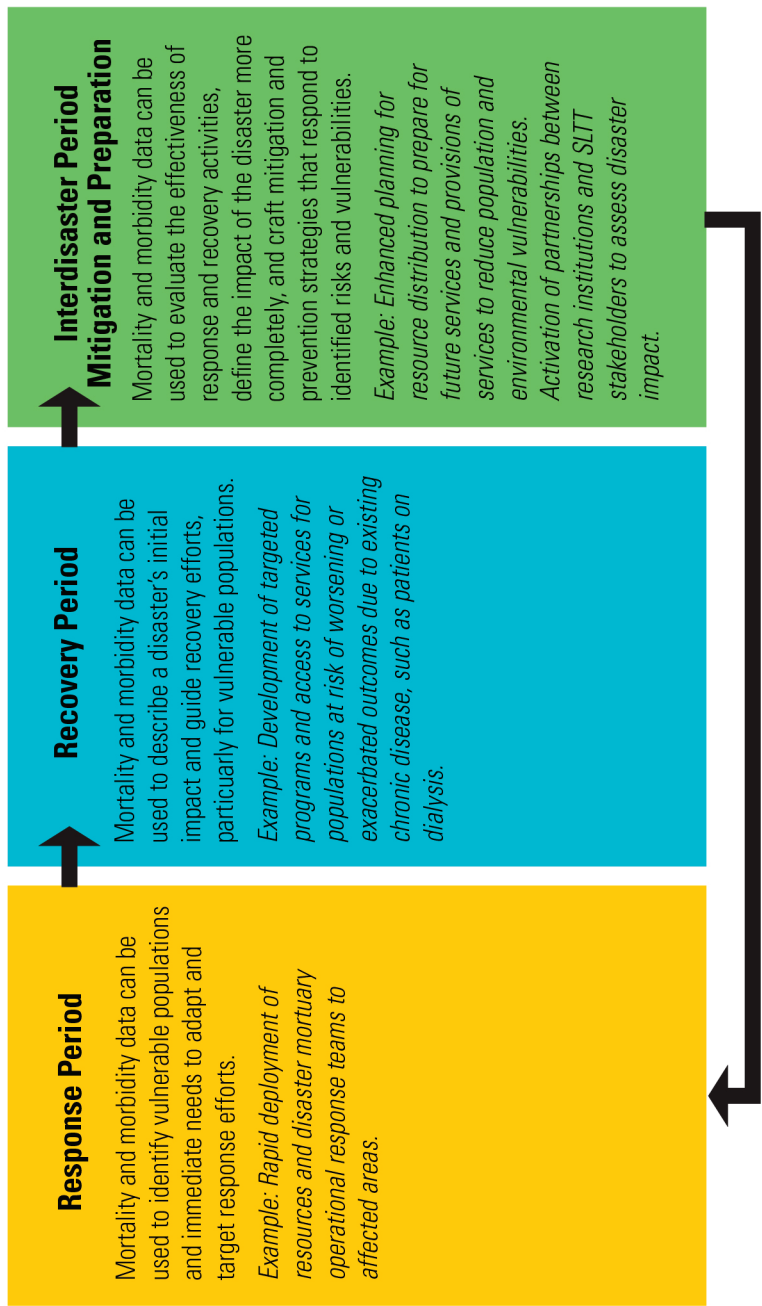 Response Period
Mortality and morbidity data can be
used to identify vulnerable populations
and immediate needs to adapt and
target response efforts.
Example: Rapid deployment of
resources and disaster mortuary
operational response teams to
affected areas.
Recovery Period
Mortality and morbidity data can be
used to describe a disaster’s initial
impact and guide recovery efforts,
particuarly for vulnerable populations.
Example: Development of targeted
programs and access to services for
populations at risk of worsening or
exacerbated outcomes due to existing
chronic disease, such as patients on
dialysis.
Interdisaster Period
Mitigation and Preparation
Mortality and morbidity data can be
used to evaluate the effectiveness of
response and recovery activities,
define the impact of the disaster more
completely, and craft mitigation and
prevention strategies that respond to
identified risks and vulnerabilities.
Example: Enhanced planning for
resource distribution to prepare for
future services and provisions of
services to reduce population and
environmental vulnerabilities.
Activation of partnerships between
research institutions and SLTT
stakeholders to assess disaster
impact.